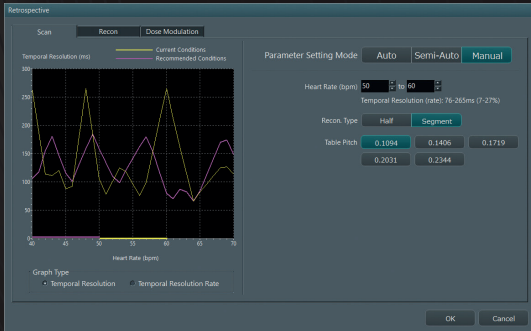 Retrospective
Scan Recon Dose Modulation
Temporal Resolution (ms)
Current Conditions
Recommended Conditions
300
250
200
150
100
50
0
40 45 50 55 60 65 70
Heart Rate (bpm)
Graph Type
Temporal Resolution Temporal Resolution Rate
Parameter Setting Mode Auto Semi-Auto Manual
Heart Rate (bpm) 50 to 60
Temporal Resolution (rate): 76-265ms (7-27%)
Recon. Type Half Segment
Table Pitch 0.1094 0.1406 0.1719
0.2031 0.2344
OK Cancel